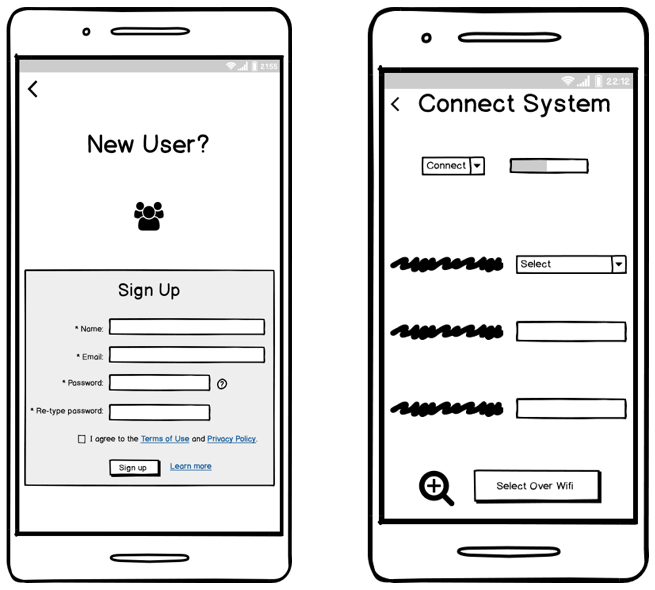 21:55
New User?
Sign Up
* Name:
* Email:
* Password: ?
* Re-type password:
I agree to the Terms of Use and Privacy Policy.
Sign up Learn more
22:12
Connect System
Connect
Select
Select Over Wifi